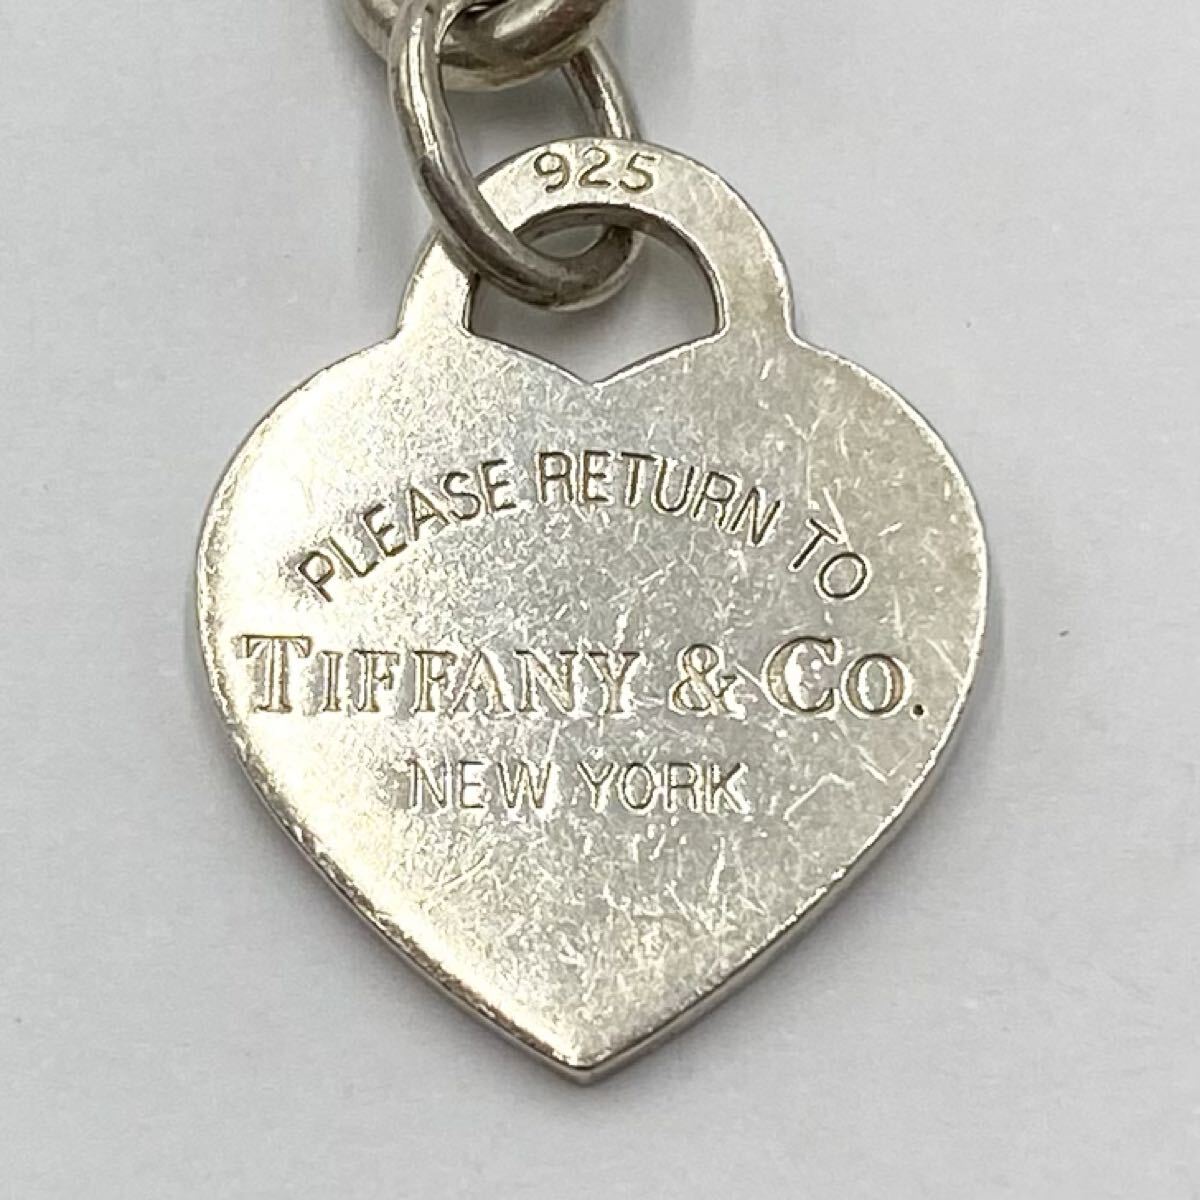 925
PLEASE RETURN TO
TIFFANY & CO.
NEW YORK